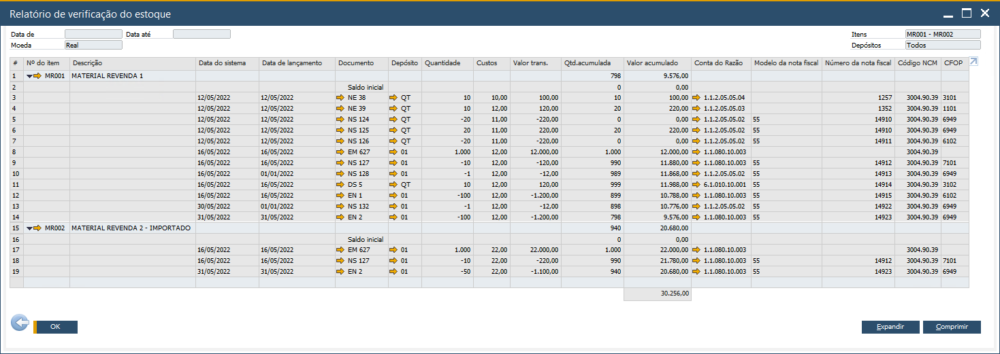 Relatório de verificação do estoque
Data de Data até Itens MR001 - MR002
Moeda Real Depósitos Todos
# Nº do item Descrição Data do sistema Data de lançamento Documento Depósito Quantidade Custos Valor trans. Qtd.acumulada Valor acumulado Conta do Razão Modelo da nota fiscal Número da nota fiscal Código NCM CFOP
1 MR001 MATERIAL REVENDA 1 798 9.576,00
2 Saldo inicial 0 0,00
3 12/05/2022 12/05/2022 NE 38 QT 10 10,00 100,00 10 100,00 1.1.2.05.05.04 1257 3004.90.39 3101
4 12/05/2022 12/05/2022 NE 39 QT 10 12,00 120,00 20 220,00 1.1.2.05.05.03 1352 3004.90.39 1101
5 12/05/2022 12/05/2022 NS 124 QT -20 11,00 -220,00 0 0,00 1.1.2.05.05.02 55 14910 3004.90.39 6949
6 12/05/2022 12/05/2022 NS 125 QT 20 11,00 220,00 20 220,00 1.1.2.05.05.02 55 14910 3004.90.39 6949
7 12/05/2022 12/05/2022 NS 126 QT -20 11,00 -220,00 0 0,00 1.1.2.05.05.02 55 14911 3004.90.39 6102
8 16/05/2022 16/05/2022 EM 627 01 1.000 12,00 12.000,00 1.000 12.000,00 1.1.080.10.003 3004.90.39
9 16/05/2022 16/05/2022 NS 127 01 -10 12,00 -120,00 990 11.880,00 1.1.080.10.003 55 14912 3004.90.39 7101
10 16/05/2022 01/01/2022 NS 128 01 -1 12,00 -12,00 989 11.868,00 1.1.2.05.05.02 55 14913 3004.90.39 6949
11 16/05/2022 16/05/2022 DS 5 QT 10 12,00 120,00 999 11.988,00 6.1.010.10.001 55 14914 3004.90.39 3102
12 16/05/2022 16/05/2022 EN 1 01 -100 12,00 -1.200,00 899 10.788,00 1.1.080.10.003 55 14915 3004.90.39 6102
13 30/05/2022 01/01/2022 NS 132 01 -1 12,00 -12,00 898 10.776,00 1.1.2.05.05.02 55 14922 3004.90.39 6949
14 31/05/2022 31/05/2022 EN 2 01 -100 12,00 -1.200,00 798 9.576,00 1.1.080.10.003 55 14923 3004.90.39 6949
15 MR002 MATERIAL REVENDA 2 - IMPORTADO 940 20.680,00
16 Saldo inicial 0 0,00
17 16/05/2022 16/05/2022 EM 627 01 1.000 22,00 22.000,00 1.000 22.000,00 1.1.080.10.003 3004.90.39
18 16/05/2022 16/05/2022 NS 127 01 -10 22,00 -220,00 990 21.780,00 1.1.080.10.003 55 14912 3004.90.39 7101
19 31/05/2022 31/05/2022 EN 2 01 -50 22,00 -1.100,00 940 20.680,00 1.1.080.10.003 55 14923 3004.90.39 6949
30.256,00
OK Expandir Comprimir